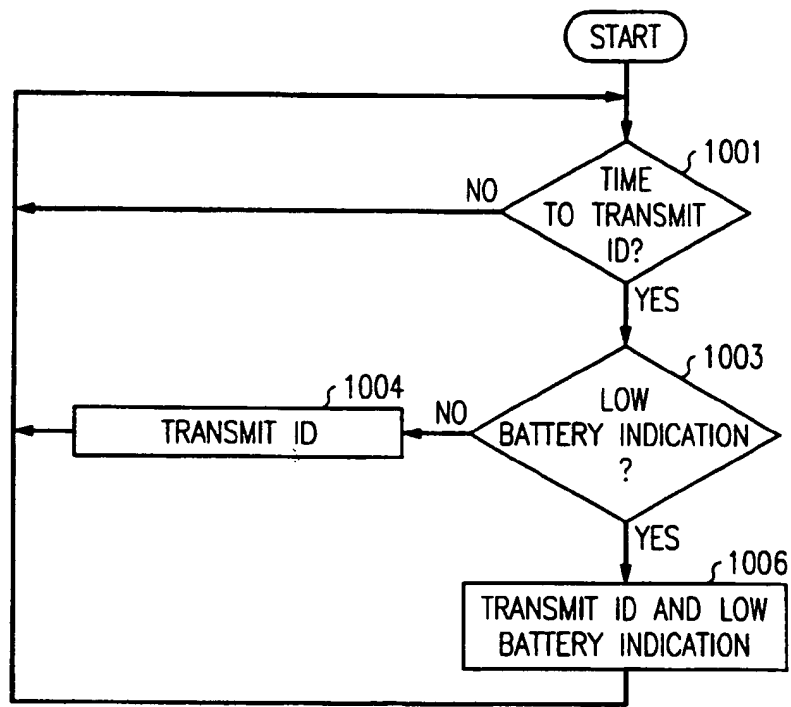 START
1001
TIME
TO TRANSMIT
ID?
NO
YES
1003
LOW
BATTERY INDICATION
?
NO
1004
TRANSMIT ID
YES
1006
TRANSMIT ID AND LOW
BATTERY INDICATION